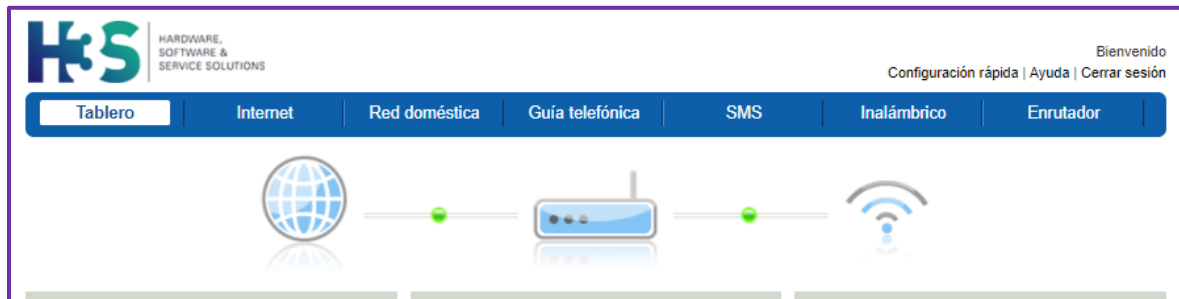 H3S
HARDWARE,
SOFTWARE &
SERVICE SOLUTIONS
Bienvenido
Configuración rápida | Ayuda | Cerrar sesión
Tablero Internet Red doméstica Guía telefónica SMS Inalámbrico Enrutador